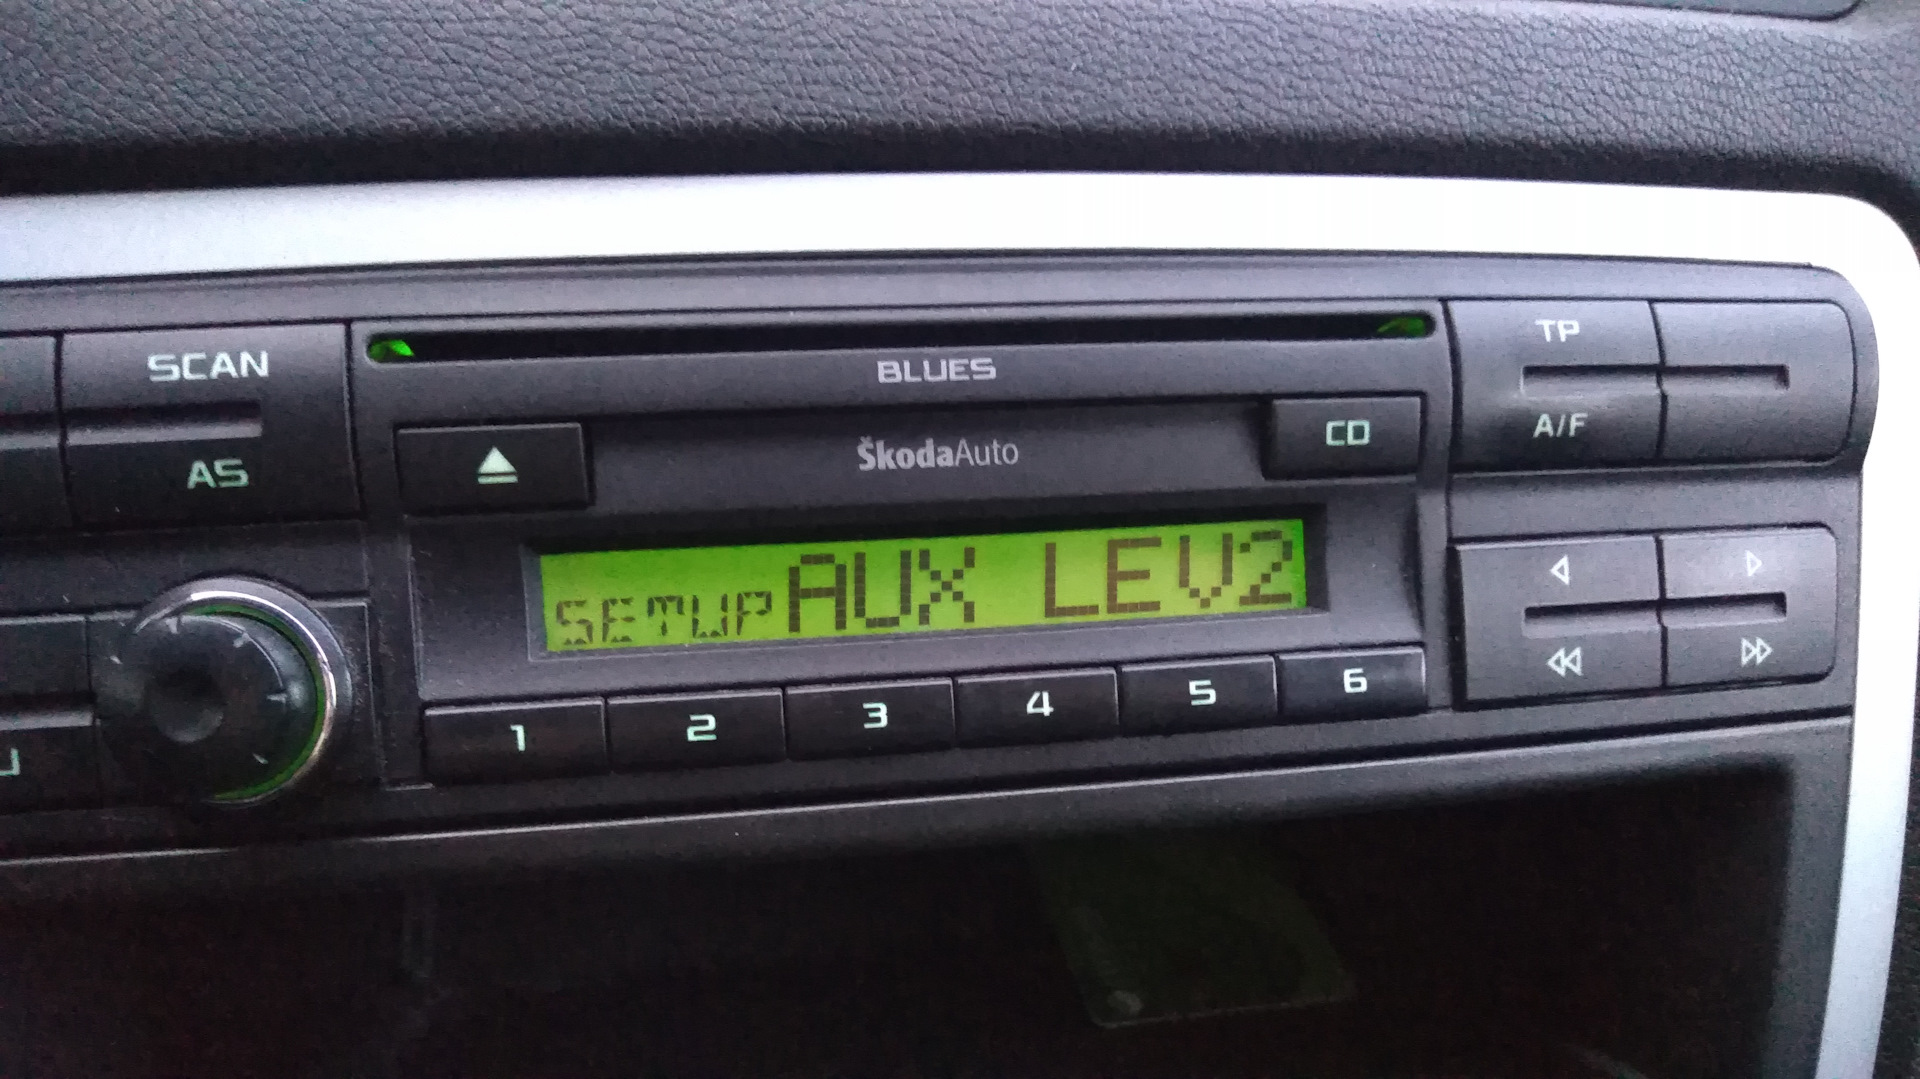 SCAN
AS
BLUES
ŠkodaAuto
CD
TP
A/F
SETUP AUX LEV2
1 2 3 4 5 6